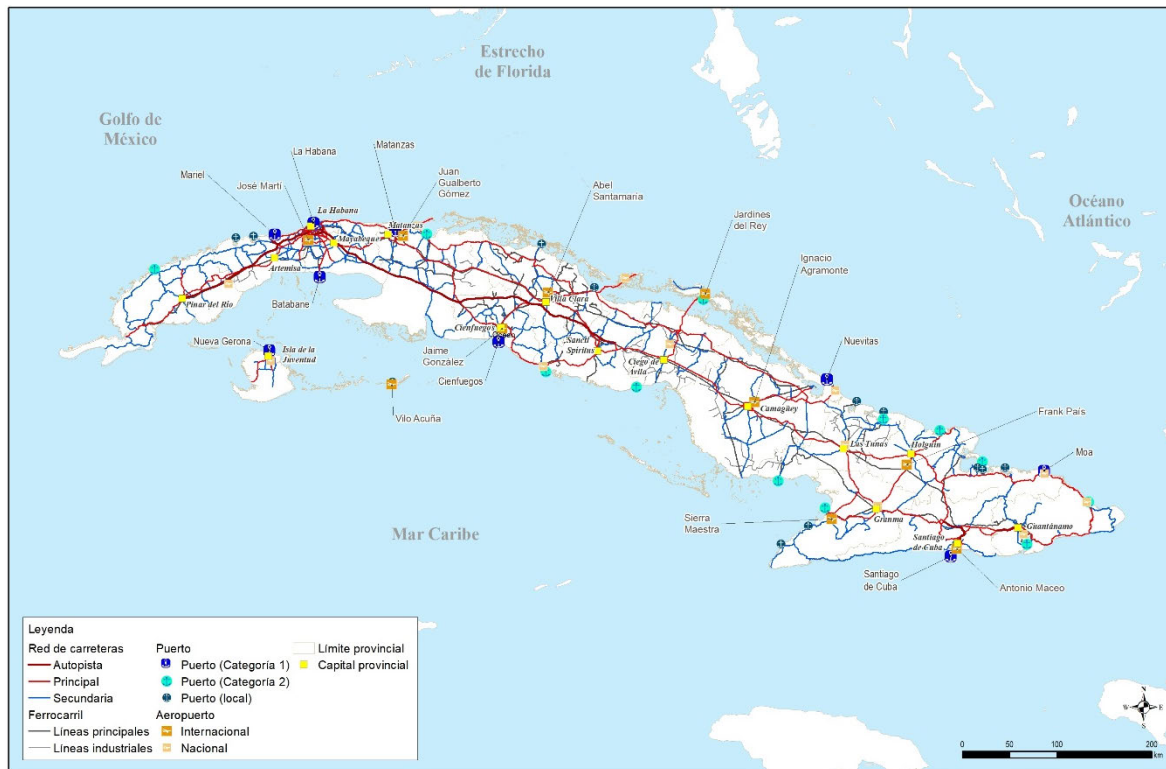 Estrecho
de Florida
Golfo de
México
La Habana
Matanzas
Mariel
José Martí
Juan
Gualberto
Gómez
Abel
Santamaría
Jardines
del Rey
Océano
Atlántico
Ignacio
Agramonte
La Habana
Matanzas
Mayabeque
Artemisa
Pinar del Río
Batabane
Villa Clara
Cienfuegos
Sancti
Spíritus
Ciego de
Ávila
Nueva Gerona
Isla de la
Juventud
Jaime
González
Cienfuegos
Nuevitas
Vilo Acuña
Camagüey
Frank País
Las Tunas
Holguín
Moa
Sierra
Maestra
Granma
Guantánamo
Mar Caribe
Santiago
de Cuba
Santiago
de Cuba
Antonio Maceo
Leyenda
Red de carreteras
Autopista
Principal
Secundaria
Ferrocarril
Líneas principales
Líneas industriales
Puerto
Puerto (Categoría 1)
Puerto (Categoría 2)
Puerto (local)
Aeropuerto
Internacional
Nacional
Límite provincial
Capital provincial
N
W E
S
0 50 100 200
km